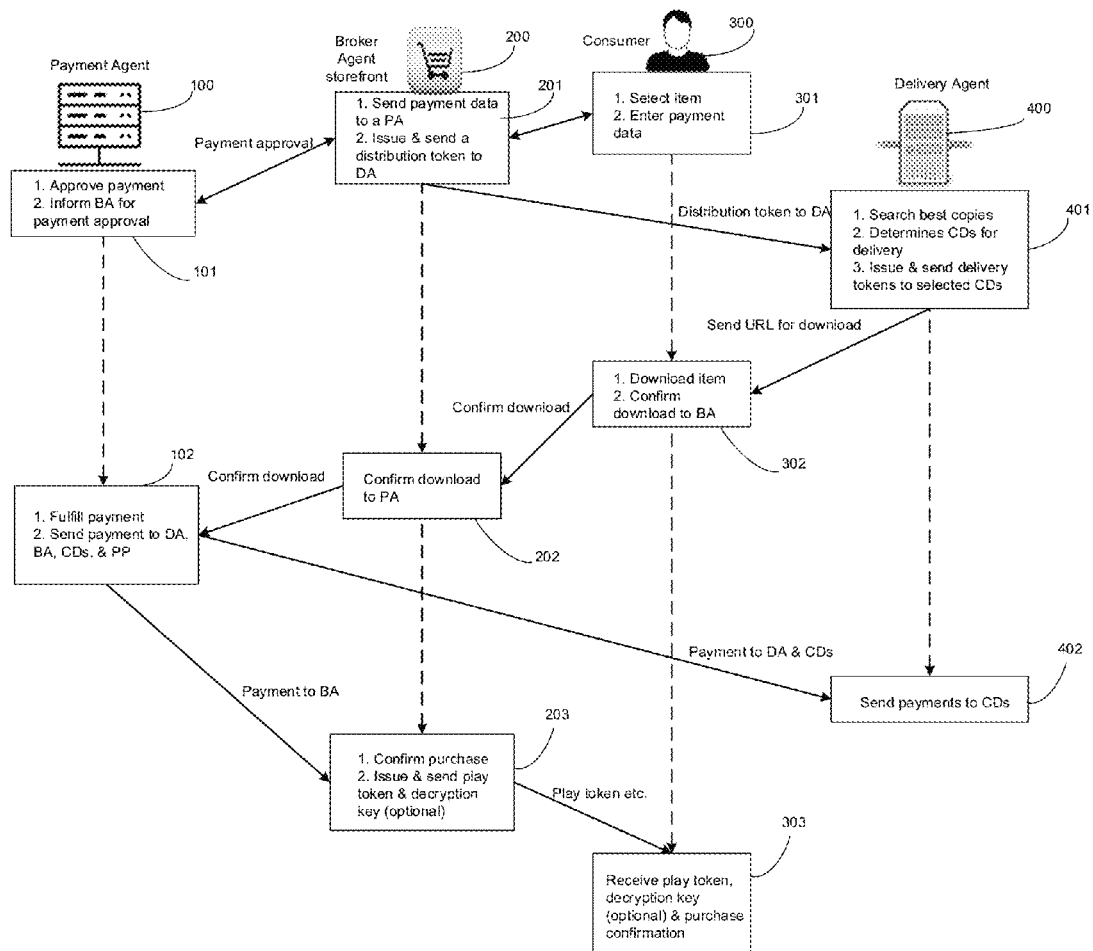 Payment Agent
100
Broker
Agent
storefront
200
Consumer
300
Delivery Agent
400
1. Send payment data
to a PA
2. Issue & send a
distribution token to
DA
201
1. Select item
2. Enter payment
data
301
Payment approval
1. Approve payment
2. Inform BA for
payment approval
101
Distribution token to DA
1. Search best copies
2. Determines CDs for
delivery
3. Issue & send delivery
tokens to selected CDs
401
Send URL for download
1. Download item
2. Confirm
download to BA
302
Confirm download
Confirm download
to PA
202
Confirm download
102
1. Fulfill payment
2. Send payment to DA,
BA, CDs, & PP
Payment to DA & CDs
402
Send payments to CDs
Payment to BA
203
1. Confirm purchase
2. Issue & send play
token & decryption
key (optional)
Play token etc.
303
Receive play token,
decryption key
(optional) & purchase
confirmation